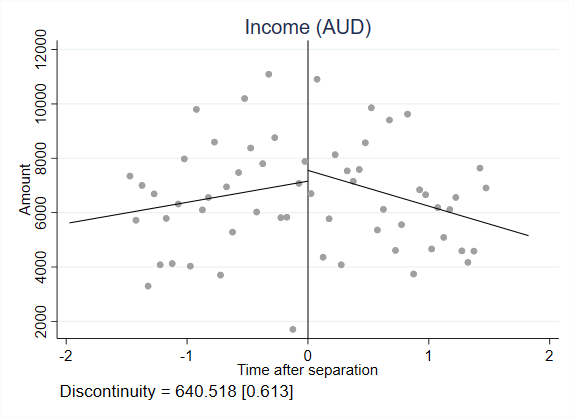 Income (AUD)
12000
10000
8000
6000
4000
2000
Amount
-2 -1 0 1 2
Time after separation
Discontinuity = 640.518 [0.613]